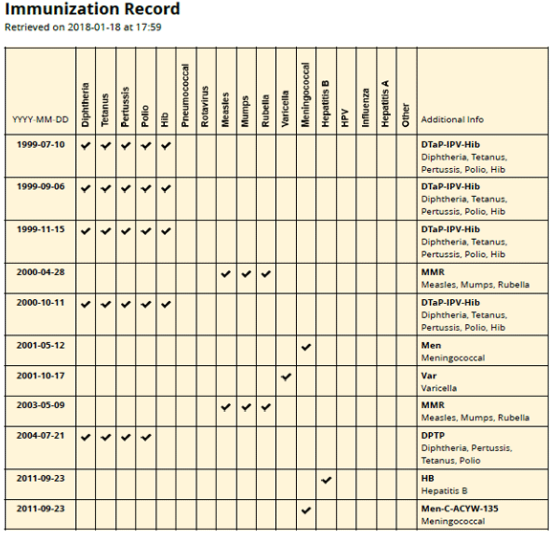 Immunization Record
Retrieved on 2018-01-18 at 17:59
YYYY-MM-DD Diphtheria Tetanus Pertussis Polio Hib Pneumococcal Rotavirus Measles Mumps Rubella Varicella Meningococcal Hepatitis B HPV Influenza Hepatitis A Other Additional Info
1999-07-10 ✔ ✔ ✔ ✔ ✔ DTaP-IPV-Hib
Diphtheria, Tetanus,
Pertussis, Polio, Hib
1999-09-06 ✔ ✔ ✔ ✔ ✔ DTaP-IPV-Hib
Diphtheria, Tetanus,
Pertussis, Polio, Hib
1999-11-15 ✔ ✔ ✔ ✔ ✔ DTaP-IPV-Hib
Diphtheria, Tetanus,
Pertussis, Polio, Hib
2000-04-28 ✔ ✔ ✔ MMR
Measles, Mumps, Rubella
2000-10-11 ✔ ✔ ✔ ✔ ✔ DTaP-IPV-Hib
Diphtheria, Tetanus,
Pertussis, Polio, Hib
2001-05-12 ✔ Men
Meningococcal
2001-10-17 ✔ Var
Varicella
2003-05-09 ✔ ✔ ✔ MMR
Measles, Mumps, Rubella
2004-07-21 ✔ ✔ ✔ ✔ DPTP
Diphtheria, Pertussis,
Tetanus, Polio
2011-09-23 ✔ HB
Hepatitis B
2011-09-23 ✔ Men-C-ACYW-135
Meningococcal